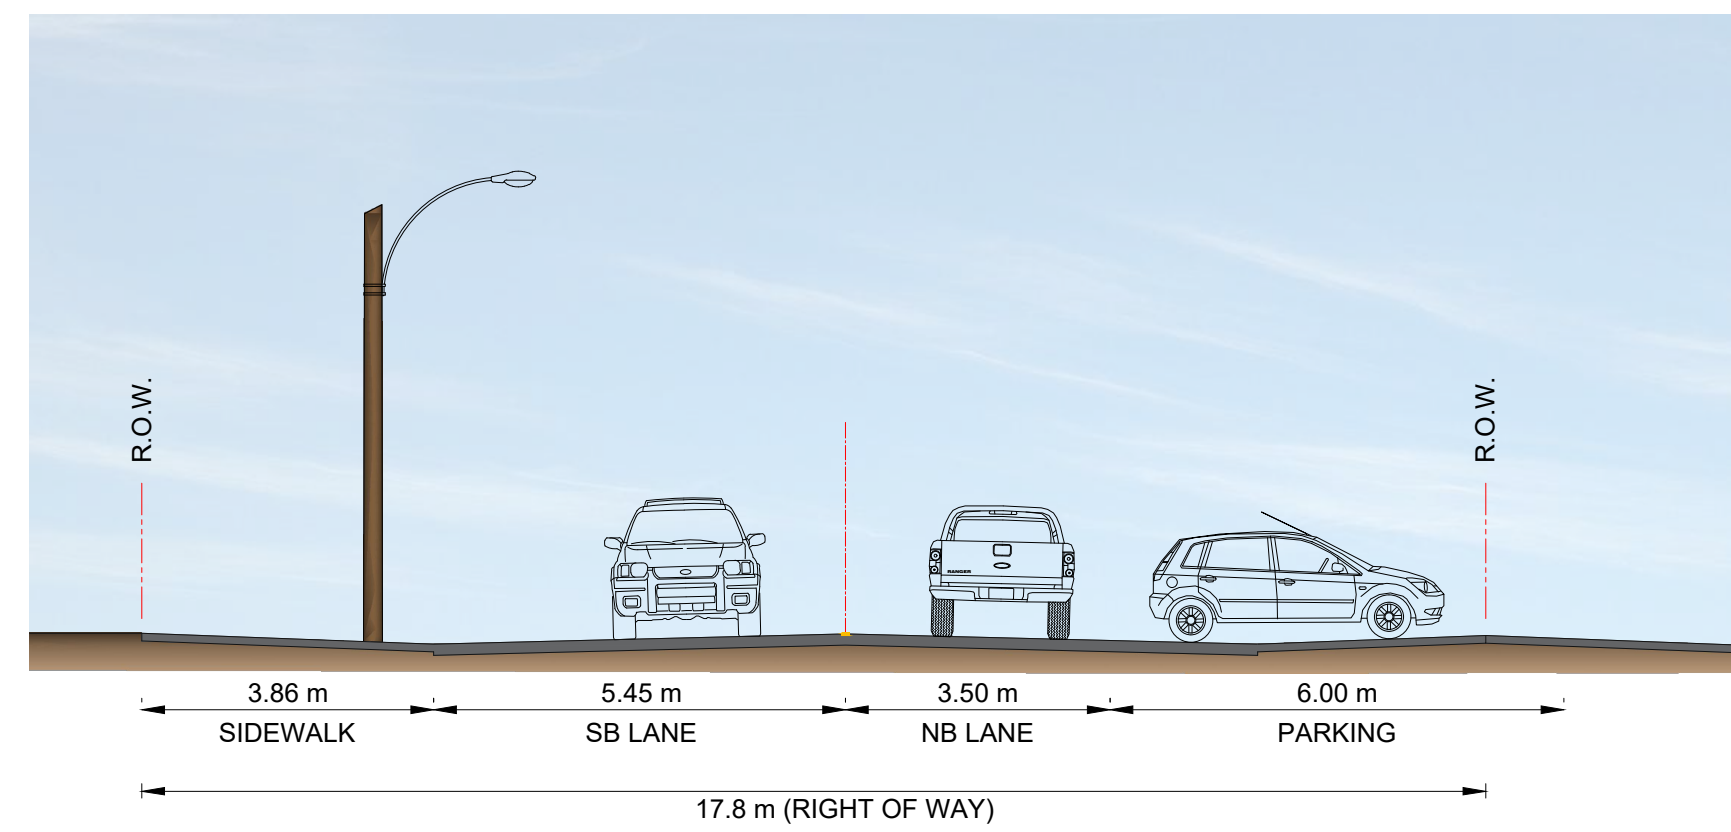 R.O.W.
R.O.W.
RANGER
3.86 m
5.45 m
3.50 m
6.00 m
SIDEWALK
SB LANE
NB LANE
PARKING
17.8 m (RIGHT OF WAY)